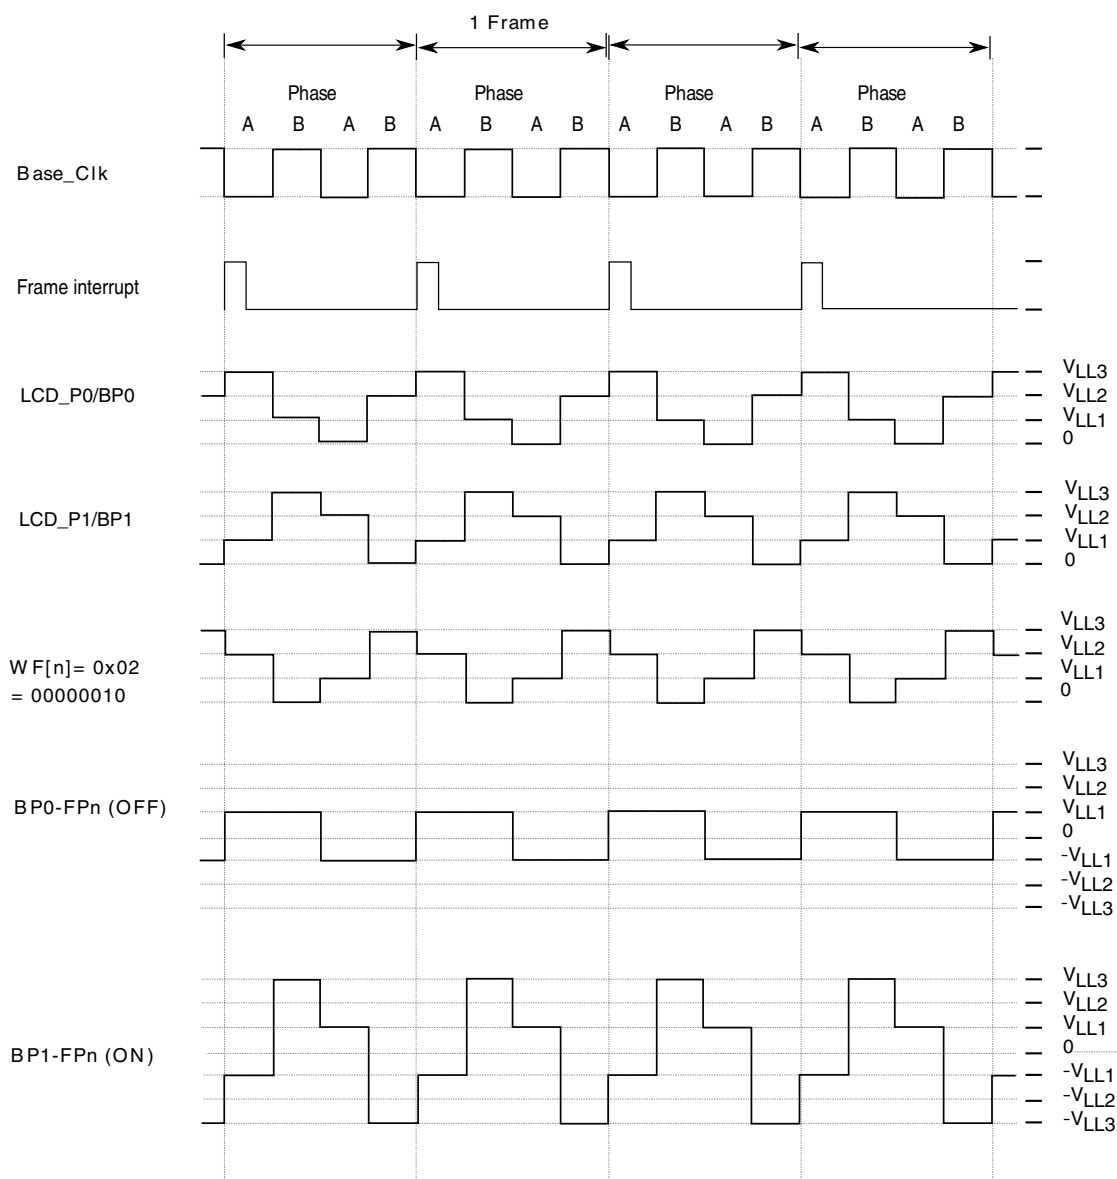 1 Frame
Phase Phase Phase Phase
A B A B A B A B A B A B A B A B
Base_Clk
Frame interrupt
LCD_P0/BP0
VLL3
VLL2
VLL1
0
LCD_P1/BP1
VLL3
VLL2
VLL1
0
WF[n]= 0x02
= 00000010
VLL3
VLL2
VLL1
0
BP0-FPn (OFF)
VLL3
VLL2
VLL1
0
-VLL1
-VLL2
-VLL3
BP1-FPn (ON)
VLL3
VLL2
VLL1
0
-VLL1
-VLL2
-VLL3